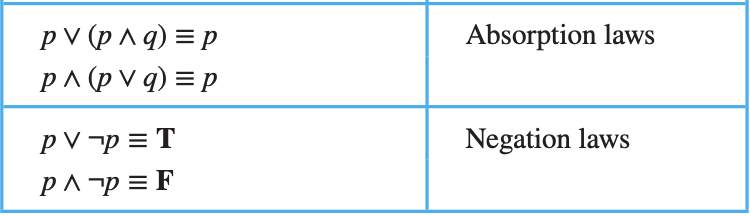 p ∨ (p ∧ q) ≡ p Absorption laws
p ∧ (p ∨ q) ≡ p
p ∨ ¬p ≡ T Negation laws
p ∧ ¬p ≡ F